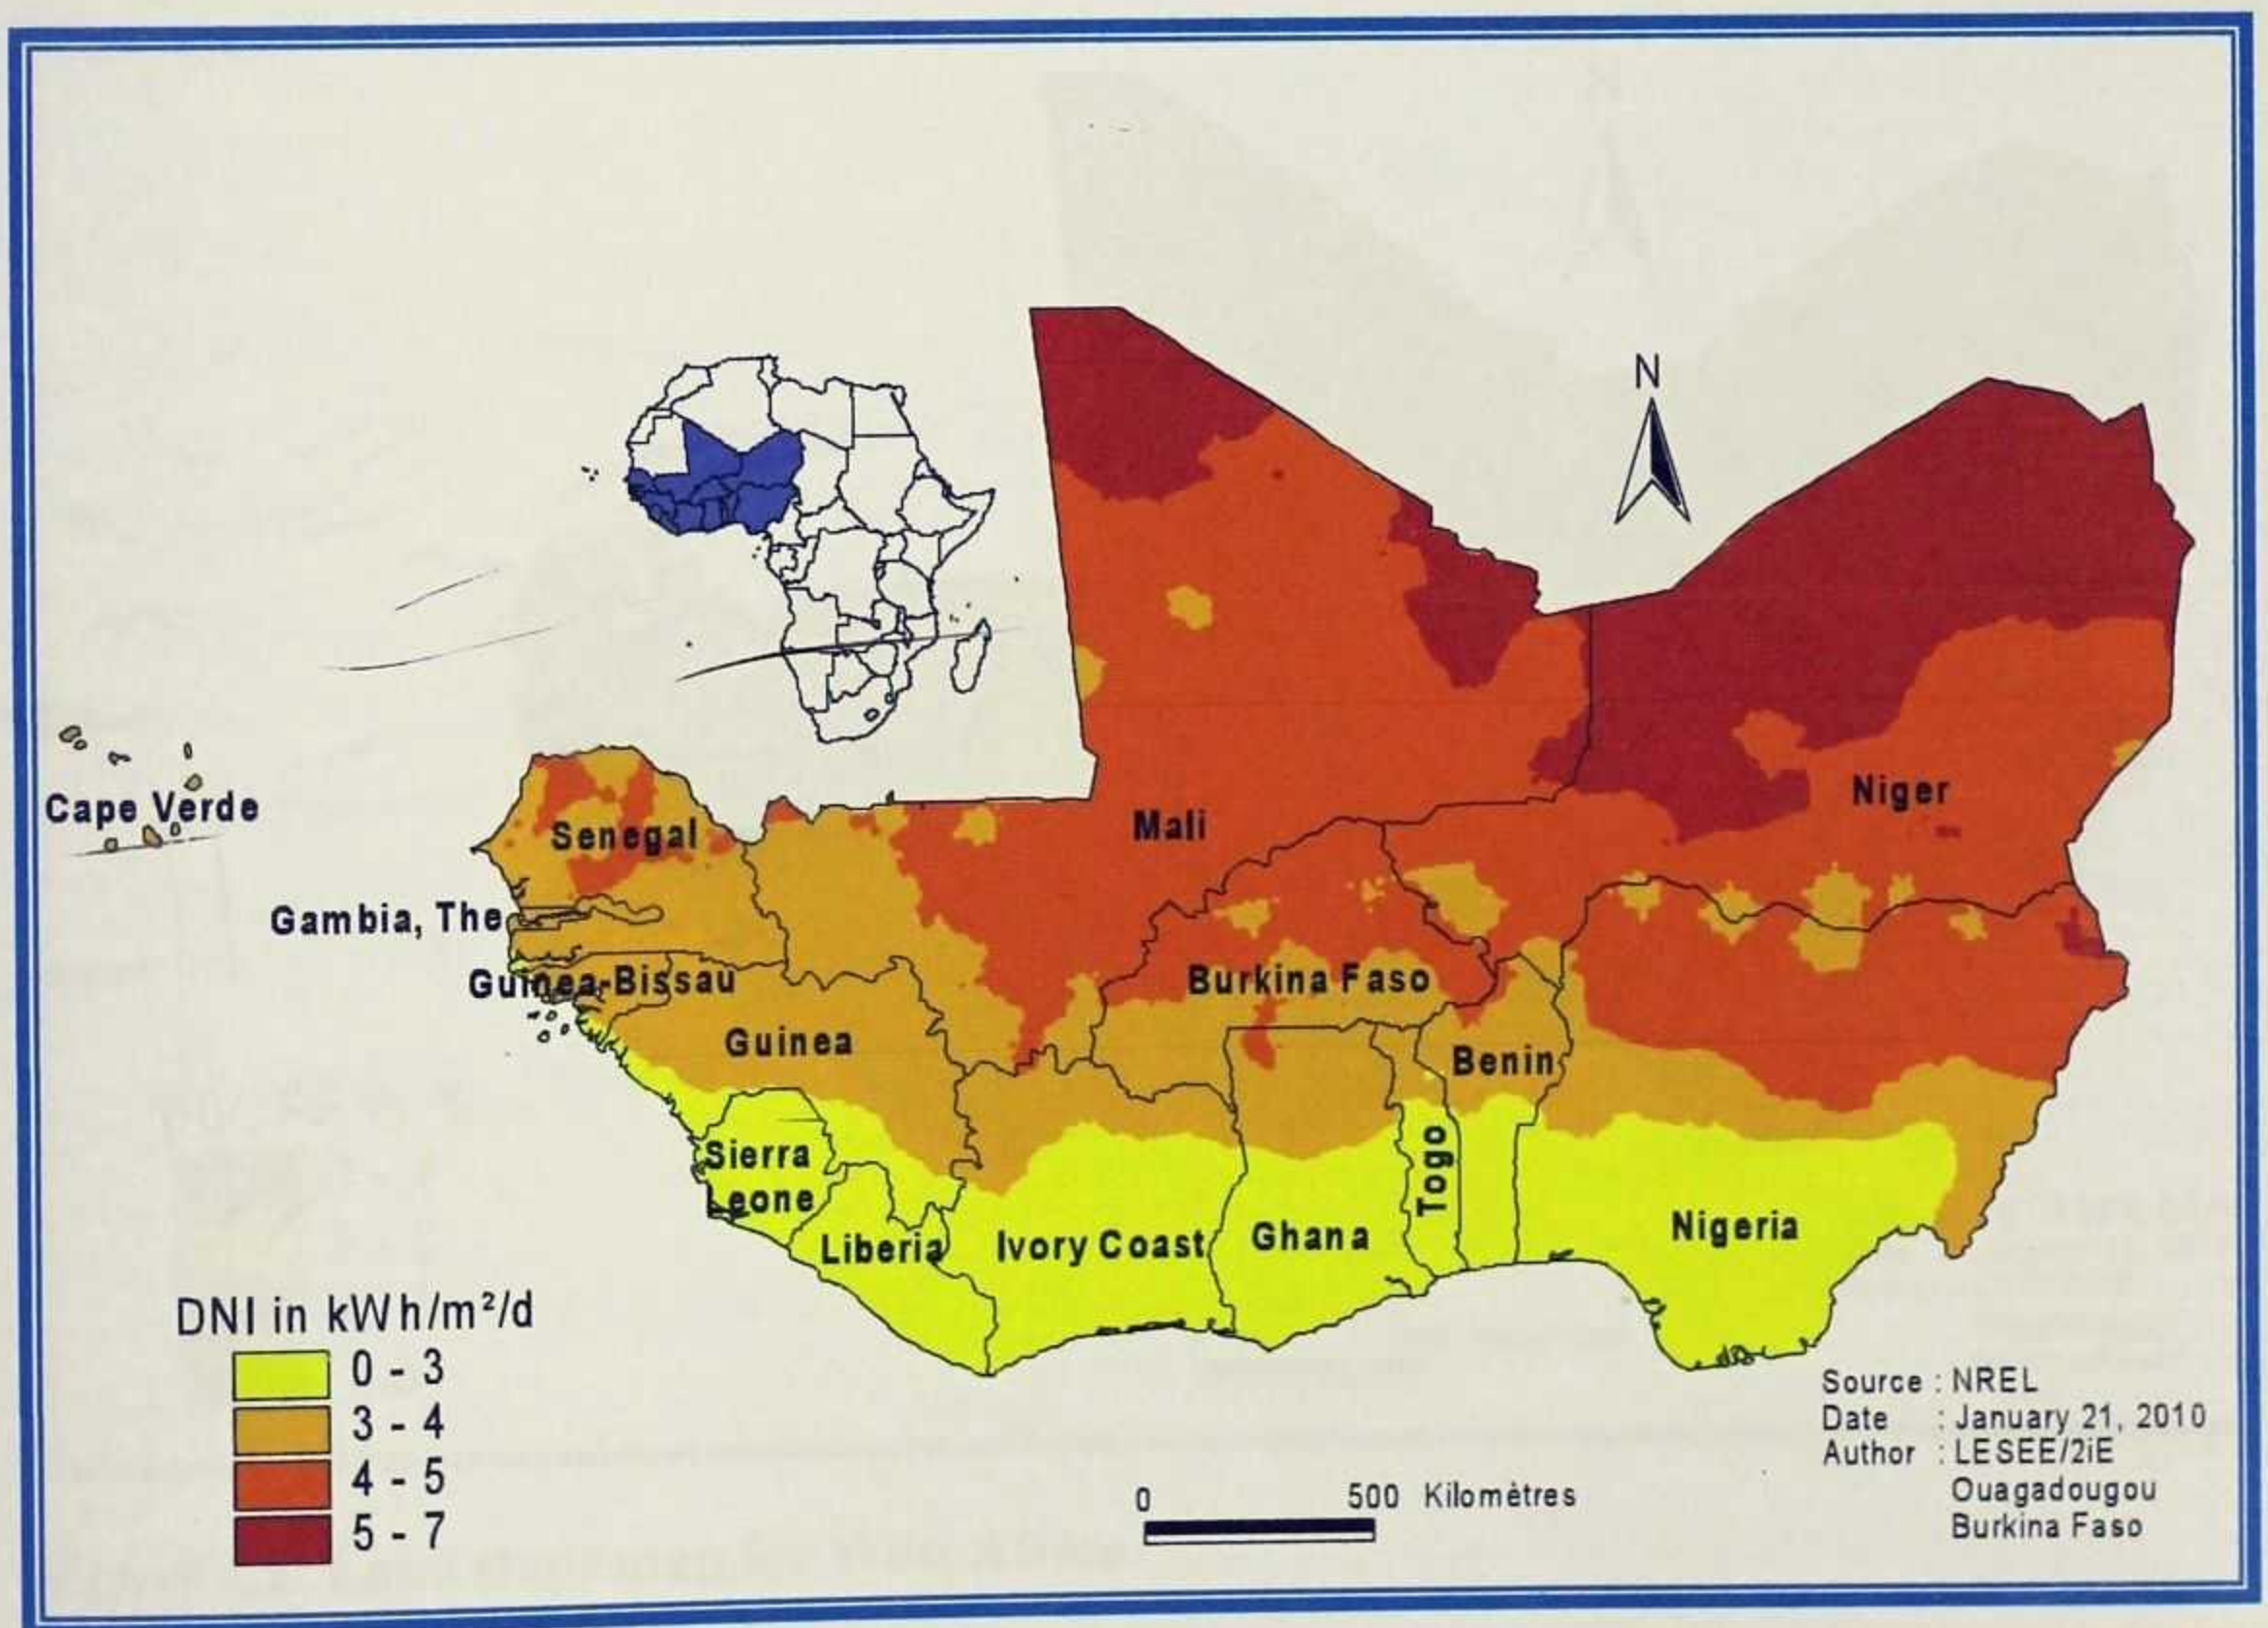 N
Cape Verde
Senegal
Mali
Niger
Gambia, The
Guinea-Bissau
Burkina Faso
Guinea
Benin
Sierra
Leone
Togo
Liberia
Ivory Coast
Ghana
Nigeria
DNI in kWh/m²/d
0 - 3
3 - 4
4 - 5
5 - 7
0 500 Kilomètres
Source : NREL
Date : January 21, 2010
Author : LESEE/2iE
Ouagadougou
Burkina Faso